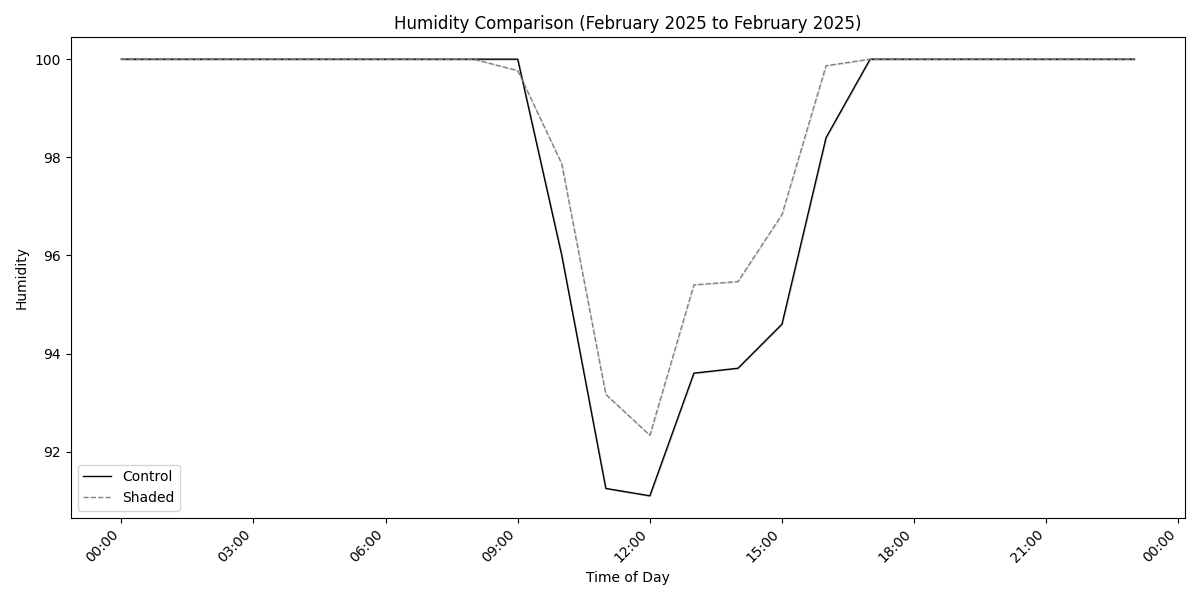 Humidity Comparison (February 2025 to February 2025)
Humidity
100
98
96
94
92
Control
Shaded
00:00
03:00
06:00
09:00
12:00
15:00
18:00
21:00
00:00
Time of Day